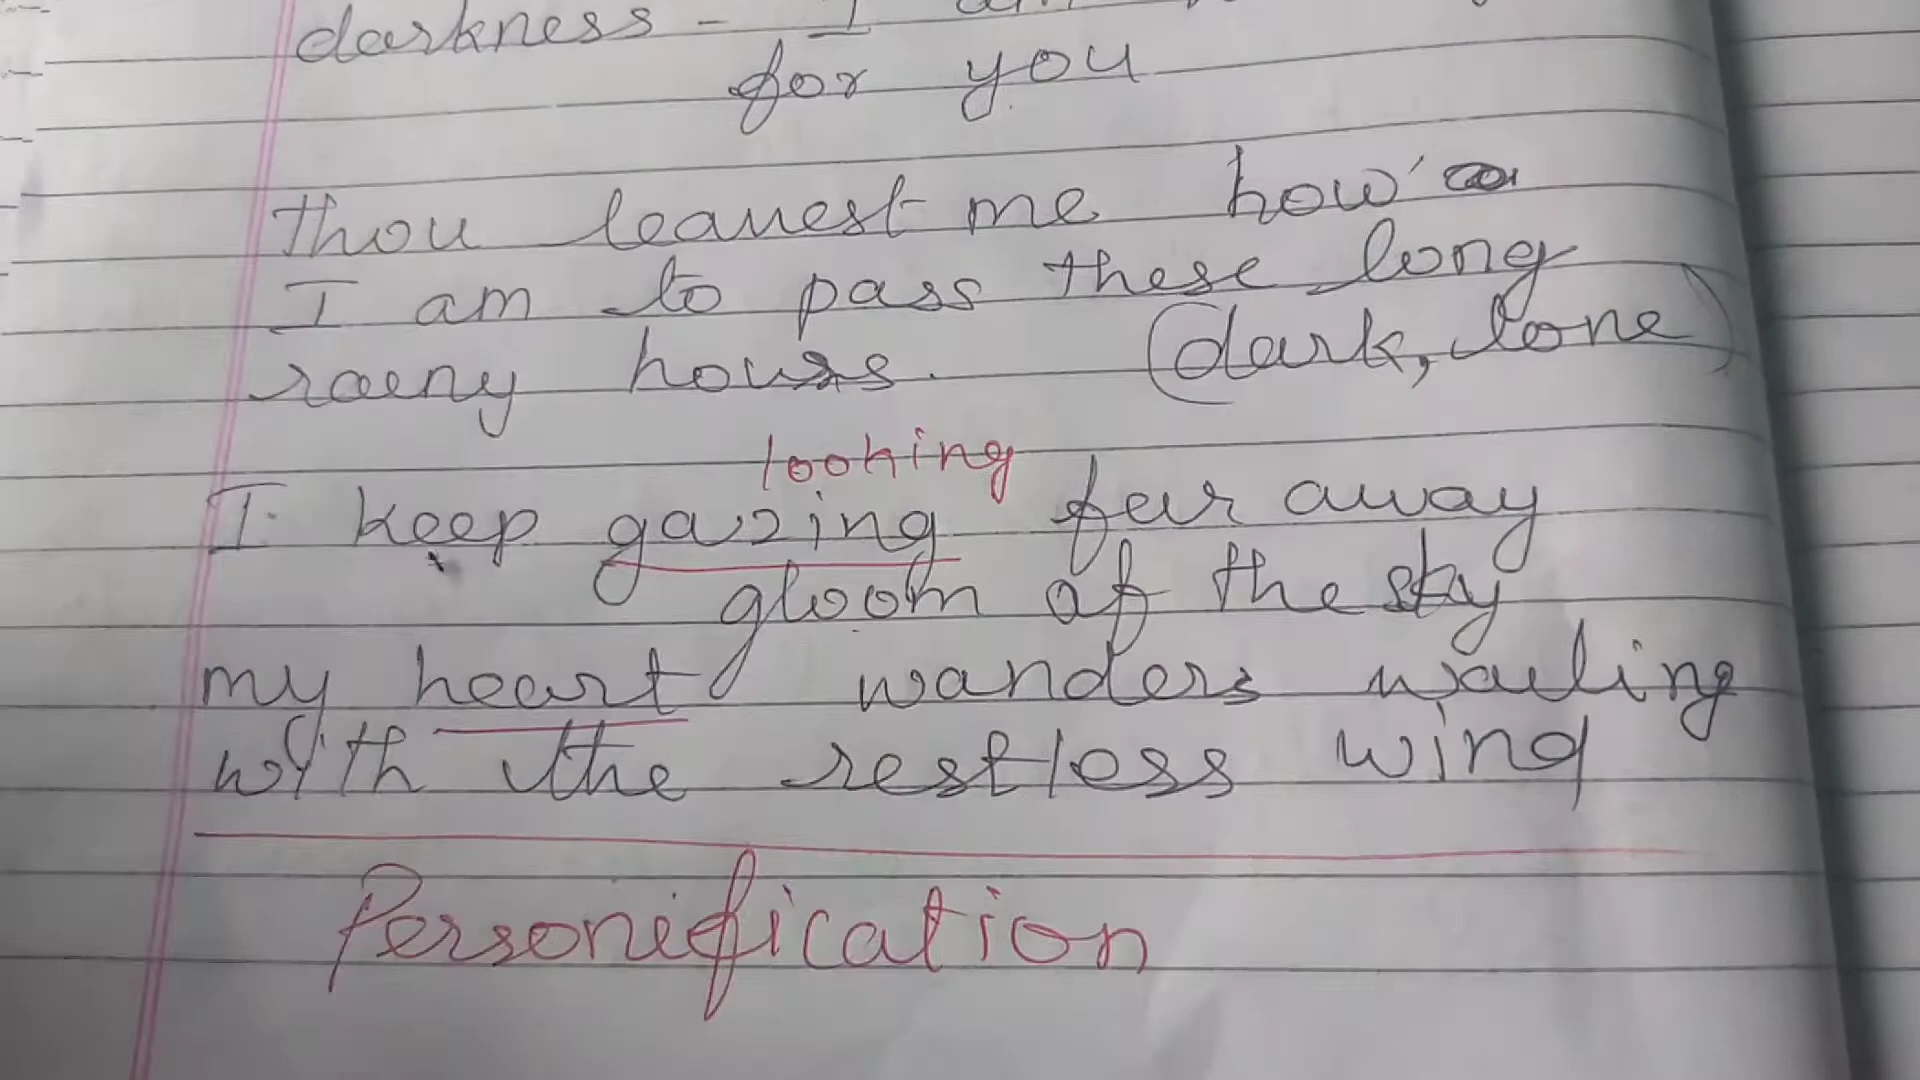 darkness - I
for you
Thou leavest me how
I am to pass these long
rainy hours. (dark, lone)
looking
I keep gazing far away
gloom of the sky
my heart wanders wailing
with the restless wind
Personification